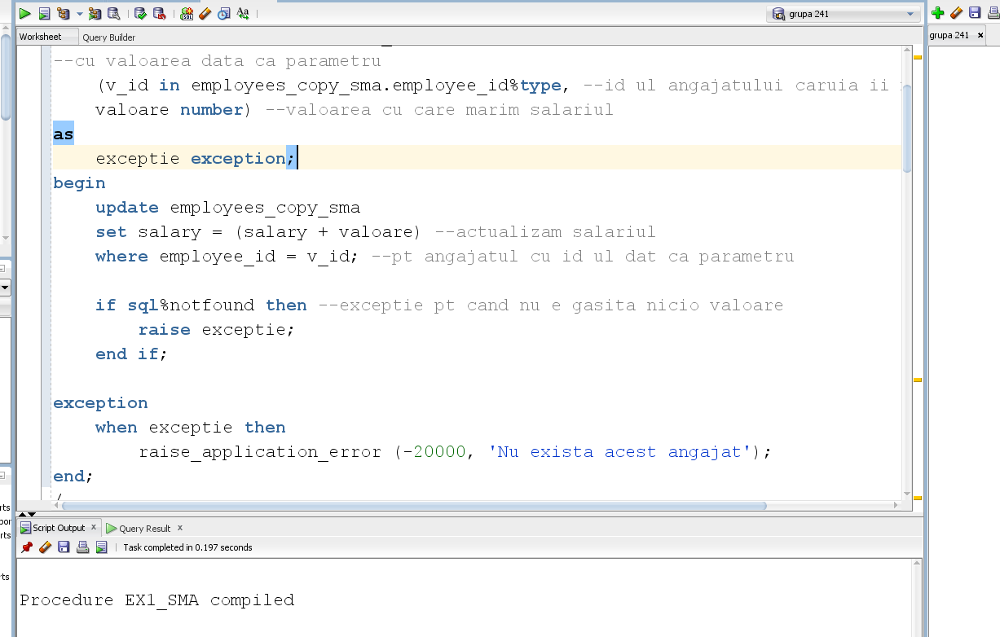 grupa 241
Worksheet Query Builder
grupa 241
--cu valoarea data ca parametru
(v_id in employees_copy_sma.employee_id%type, --id ul angajatului caruia ii
valoare number) --valoarea cu care marim salariul
as
exceptie exception;
begin
update employees_copy_sma
set salary = (salary + valoare) --actualizam salariul
where employee_id = v_id; --pt angajatul cu id ul dat ca parametru
if sql%notfound then --exceptie pt cand nu e gasita nicio valoare
raise exceptie;
end if;
exception
when exceptie then
raise_application_error (-20000, 'Nu exista acest angajat');
end;
/
Script Output Query Result
Task completed in 0.197 seconds
Procedure EX1_SMA compiled